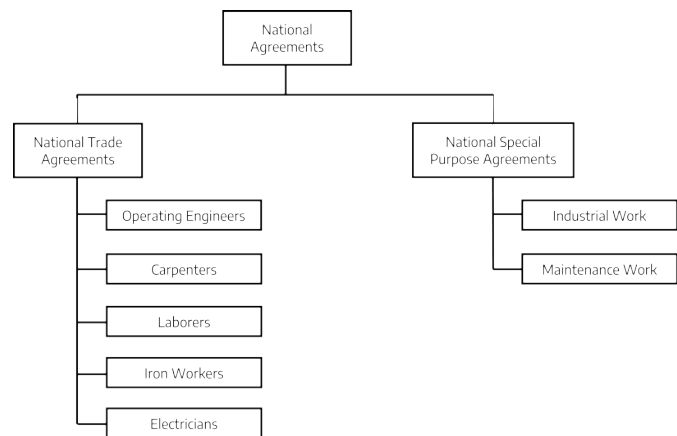 National
Agreements
National Trade
Agreements
National Special
Purpose Agreements
Operating Engineers
Industrial Work
Carpenters
Maintenance Work
Laborers
Iron Workers
Electricians